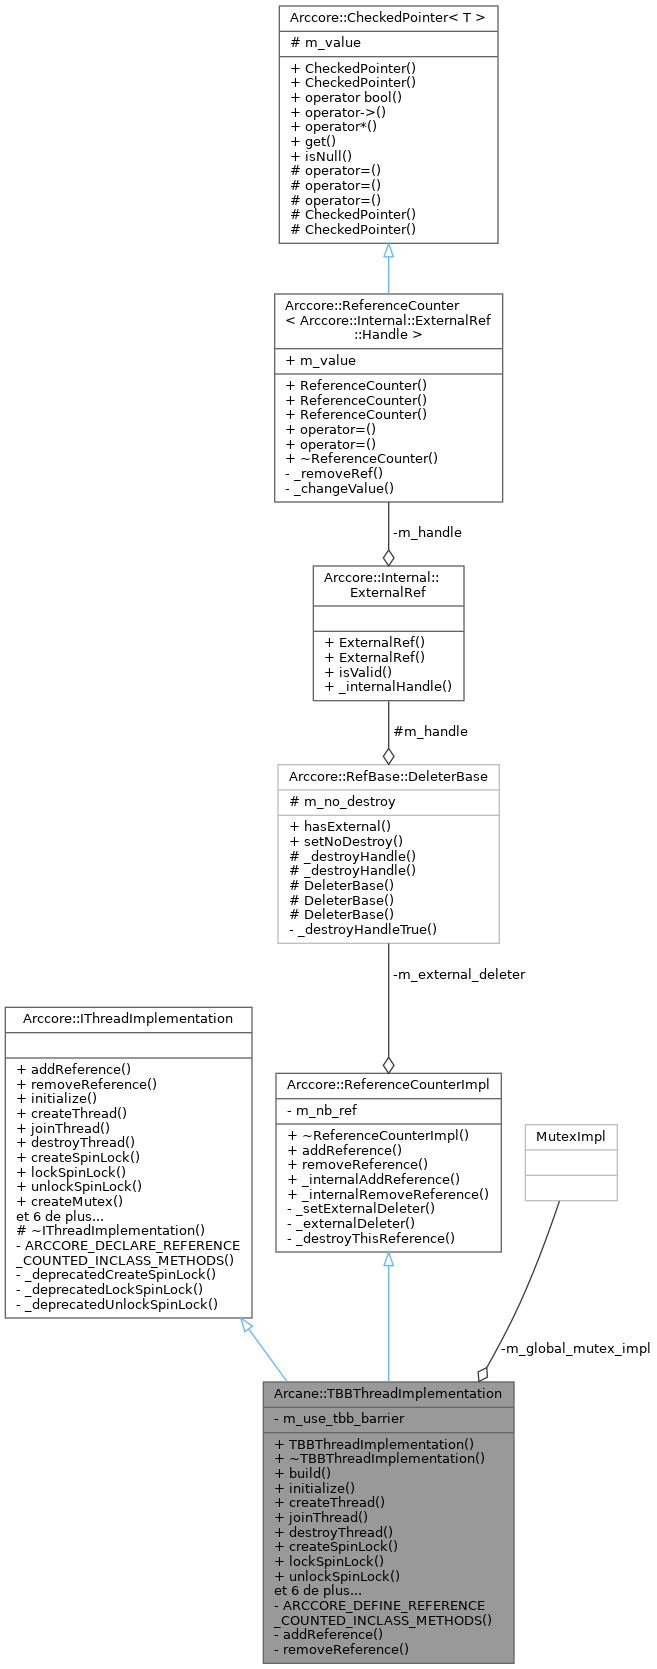 Arccore::CheckedPointer< T >
# m_value
+ CheckedPointer()
+ CheckedPointer()
+ operator bool()
+ operator->()
+ operator*()
+ get()
+ isNull()
# operator=()
# operator=()
# operator=()
# CheckedPointer()
# CheckedPointer()
Arccore::ReferenceCounter
< Arccore::Internal::ExternalRef
::Handle >
+ m_value
+ ReferenceCounter()
+ ReferenceCounter()
+ ReferenceCounter()
+ operator=()
+ operator=()
+ ~ReferenceCounter()
- _removeRef()
- _changeValue()
-m_handle
Arccore::Internal::
ExternalRef
+ ExternalRef()
+ ExternalRef()
+ isValid()
+ _internalHandle()
#m_handle
Arccore::RefBase::DeleterBase
# m_no_destroy
+ hasExternal()
+ setNoDestroy()
# _destroyHandle()
# _destroyHandle()
# DeleterBase()
# DeleterBase()
# DeleterBase()
- _destroyHandleTrue()
-m_external_deleter
Arccore::IThreadImplementation
+ addReference()
+ removeReference()
+ initialize()
+ createThread()
+ joinThread()
+ destroyThread()
+ createSpinLock()
+ lockSpinLock()
+ unlockSpinLock()
+ createMutex()
et 6 de plus...
# ~IThreadImplementation()
- ARCCORE_DECLARE_REFERENCE
_COUNTED_INCLASS_METHODS()
- _deprecatedCreateSpinLock()
- _deprecatedLockSpinLock()
- _deprecatedUnlockSpinLock()
Arccore::ReferenceCounterImpl
- m_nb_ref
+ ~ReferenceCounterImpl()
+ addReference()
+ removeReference()
+ _internalAddReference()
+ _internalRemoveReference()
- _setExternalDeleter()
- _externalDeleter()
- _destroyThisReference()
MutexImpl
-m_global_mutex_impl
Arcane::TBBThreadImplementation
- m_use_tbb_barrier
+ TBBThreadImplementation()
+ ~TBBThreadImplementation()
+ build()
+ initialize()
+ createThread()
+ joinThread()
+ destroyThread()
+ createSpinLock()
+ lockSpinLock()
+ unlockSpinLock()
et 6 de plus...
- ARCCORE_DEFINE_REFERENCE
_COUNTED_INCLASS_METHODS()
- addReference()
- removeReference()